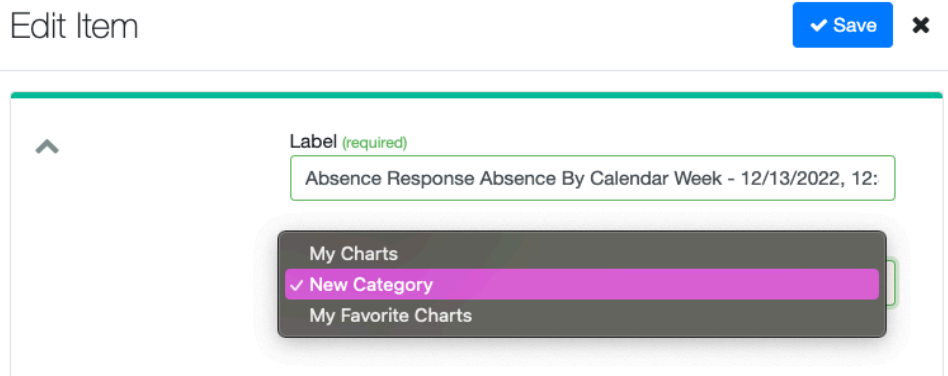 Edit Item
Save
Label (required)
Absence Response Absence By Calendar Week - 12/13/2022, 12:
My Charts
New Category
My Favorite Charts